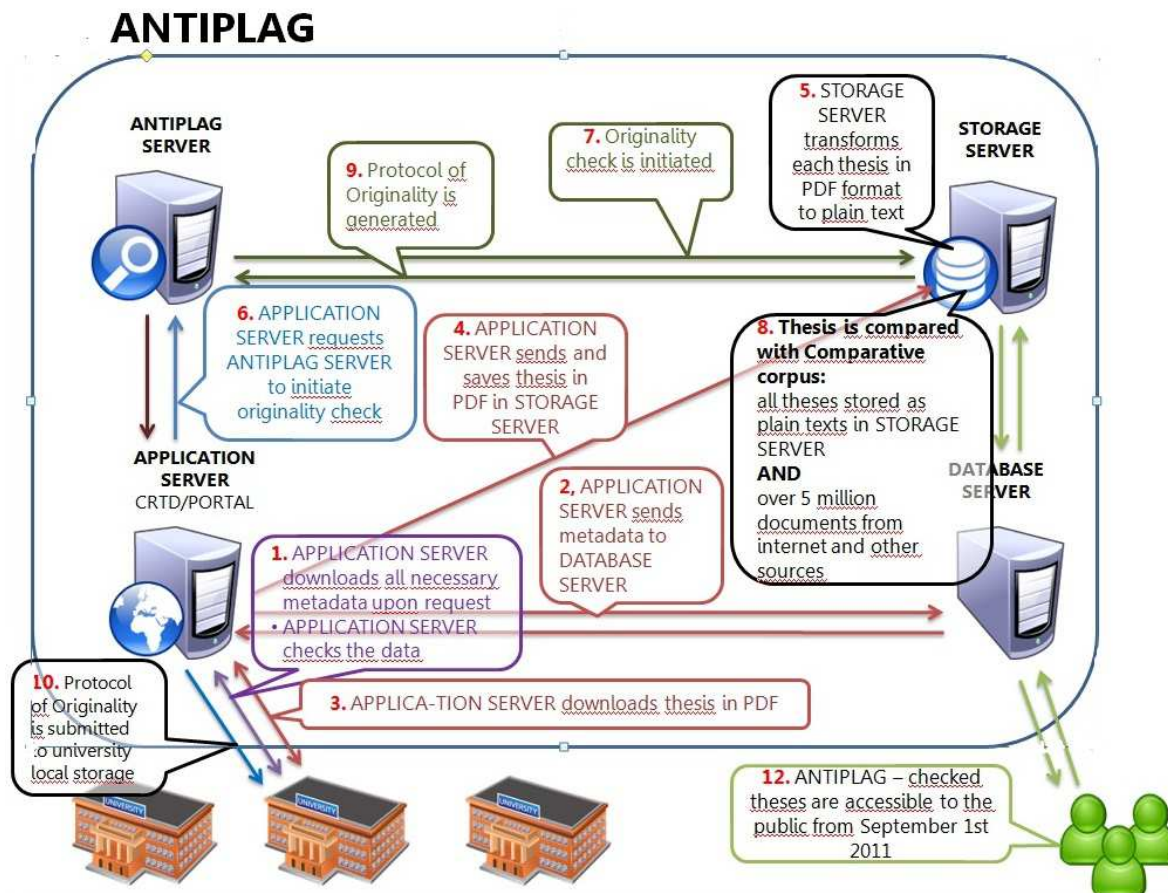 ANTIPLAG
ANTIPLAG
SERVER
9. Protocol of
Originality is
generated
7. Originality
check is initiated
5. STORAGE
SERVER
transforms
each thesis in
PDF format
to plain text
STORAGE
SERVER
6. APPLICATION
SERVER requests
ANTIPLAG SERVER
to initiate
originality check
4. APPLICATION
SERVER sends and
saves thesis in
PDF in STORAGE
SERVER
8. Thesis is compared
with Comparative
corpus:
all theses stored as
plain texts in STORAGE
SERVER
AND
over 5 million
documents from
internet and other
sources
APPLICATION
SERVER
CRTD/PORTAL
2, APPLICATION
SERVER sends
metadata to
DATABASE
SERVER
DATABASE
SERVER
1. APPLICATION SERVER
downloads all necessary
metadata upon request
• APPLICATION SERVER
checks the data
10. Protocol
of Originality
is submitted
to university
local storage
3. APPLICA-TION SERVER downloads thesis in PDF
UNIVERSITY
UNIVERSITY
UNIVERSITY
12. ANTIPLAG – checked
theses are accessible to the
public from September 1st
2011